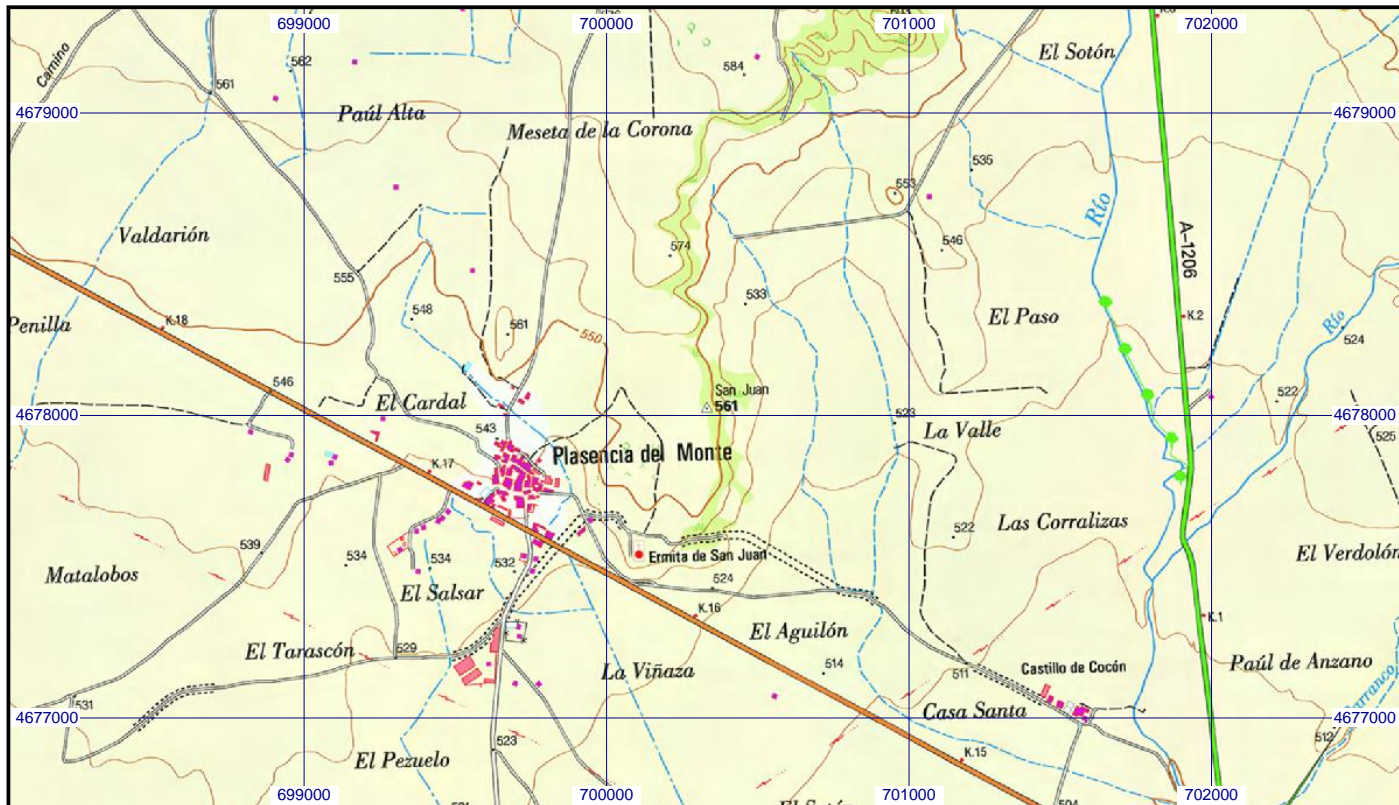 699000
700000
701000
702000
Camino
562
561
584
El Sotón
4679000
Paúl Alta
Meseta de la Corona
4679000
535
553
Río
Valdarión
574
546
A-1206
555
548
533
Penilla
K.18
561
550
El Paso
K.2
Río
524
546
San Juan
561
522
El Cardal
4678000
543
523
La Valle
4678000
525
Plasencia del Monte
K.17
522
Las Corralizas
539
534
534
532
Ermita de San Juan
El Verdolón
Matalobos
El Salsar
524
K.16
K.1
El Tarascón
529
El Aguilón
514
La Viñaza
511
Castillo de Cocón
Paúl de Anzano
531
Casa Santa
4677000
4677000
512
523
El Pezuelo
K.15
699000
700000
701000
702000